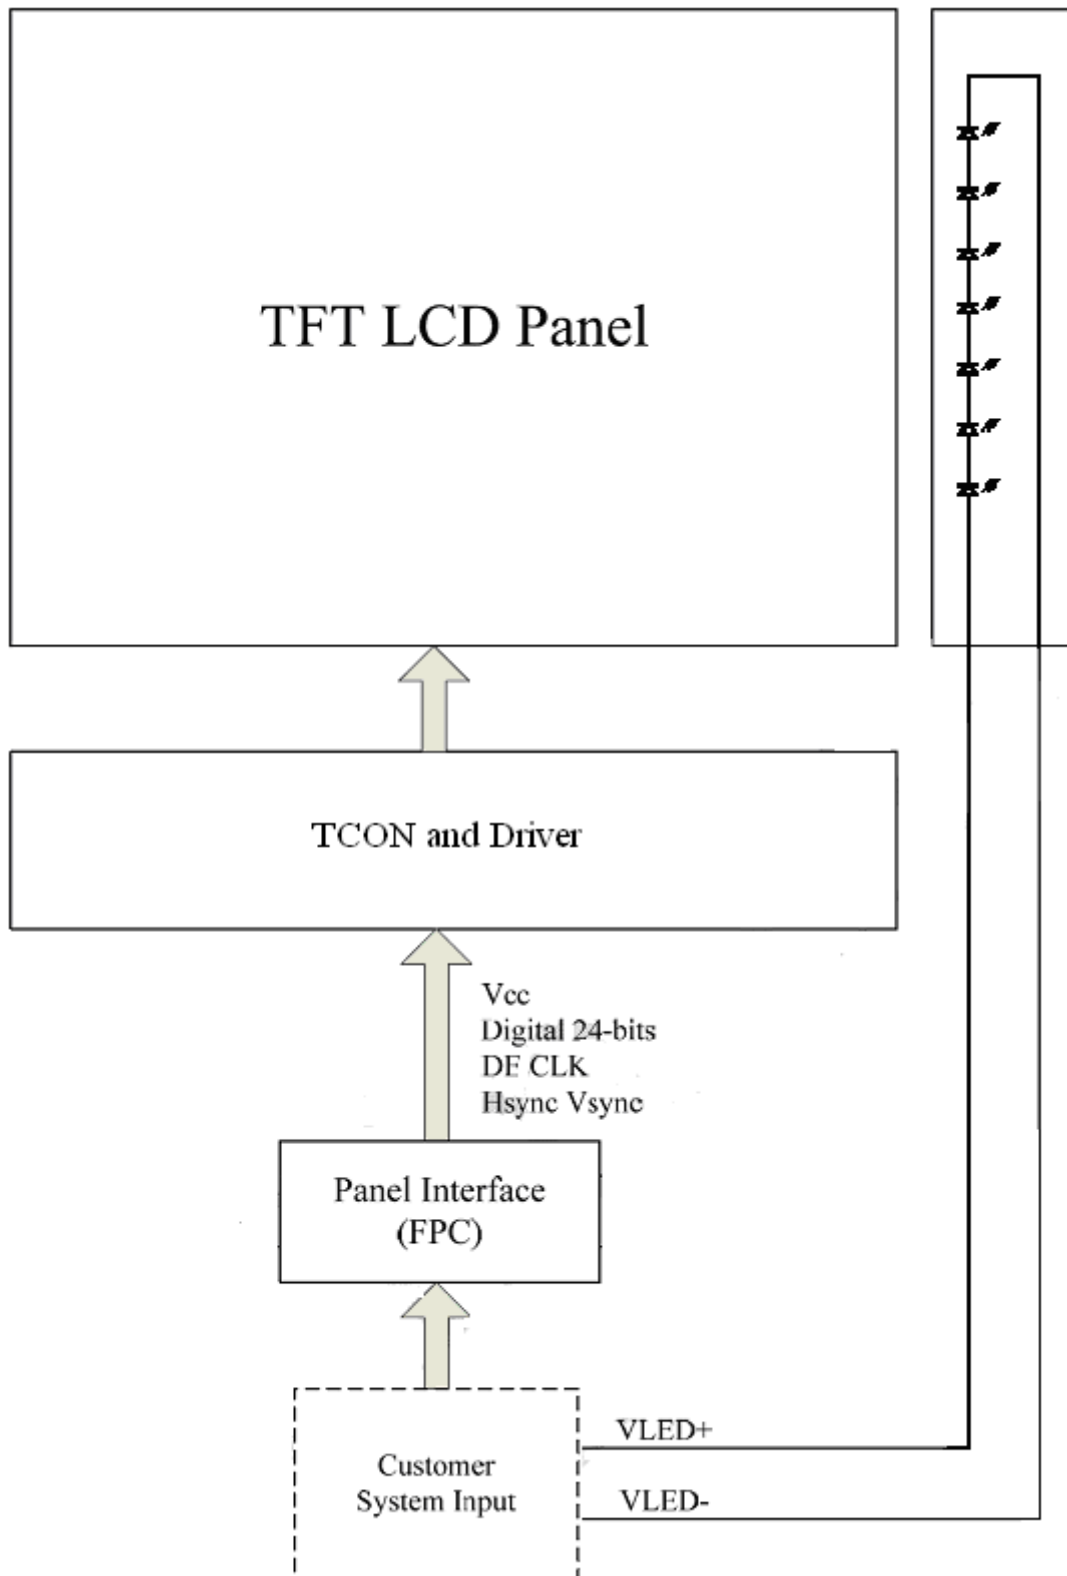 TFT LCD Panel
TCON and Driver
Vcc
Digital 24-bits
DE CLK
Hsync Vsync
Panel Interface
(FPC)
Customer
System Input
VLED+
VLED-